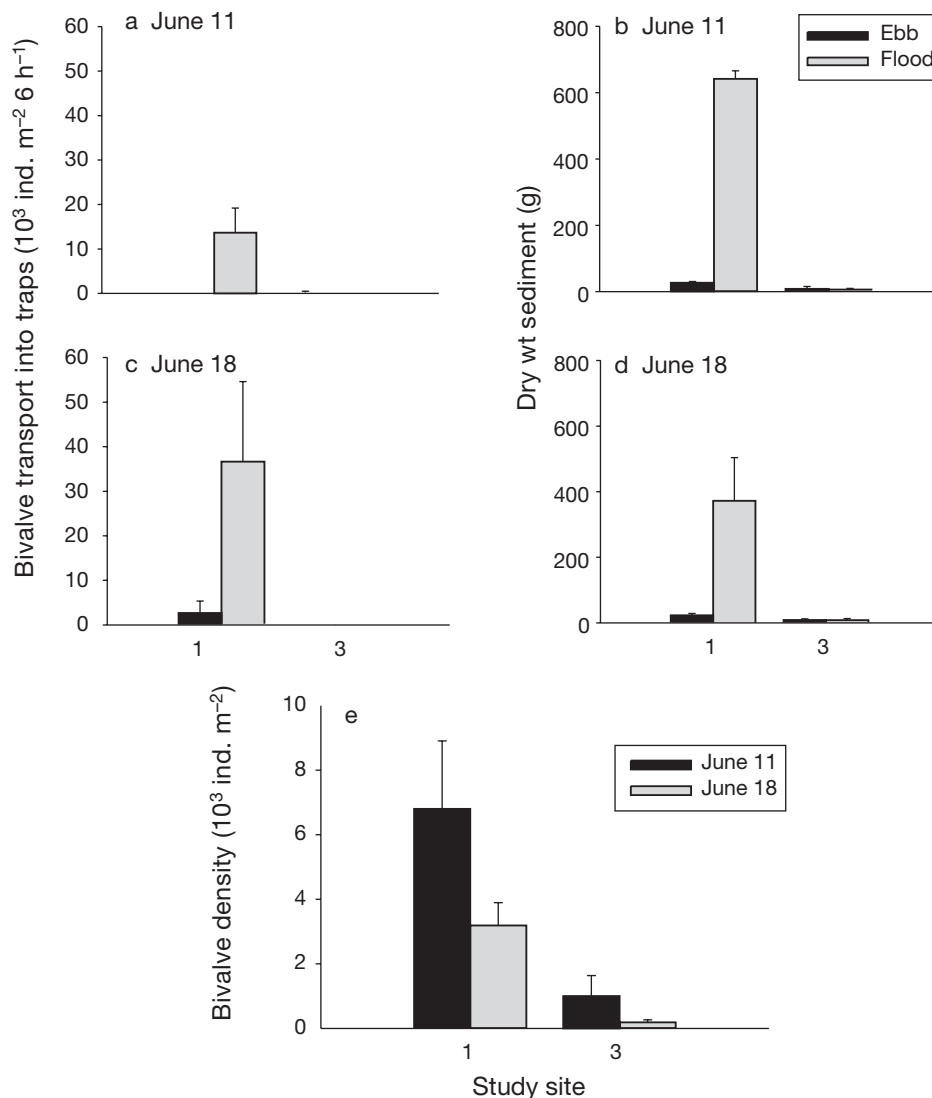 a June 11
60
50
40
30
20
10
0
b June 11
Ebb
Flood
800
600
400
200
0
Bivalve transport into traps (10³ ind. m⁻² 6 h⁻¹)
Dry wt sediment (g)
c June 18
60
50
40
30
20
10
0
1
3
d June 18
800
600
400
200
0
1
3
Bivalve density (10³ ind. m⁻²)
e
10
8
6
4
2
0
June 11
June 18
1
3
Study site